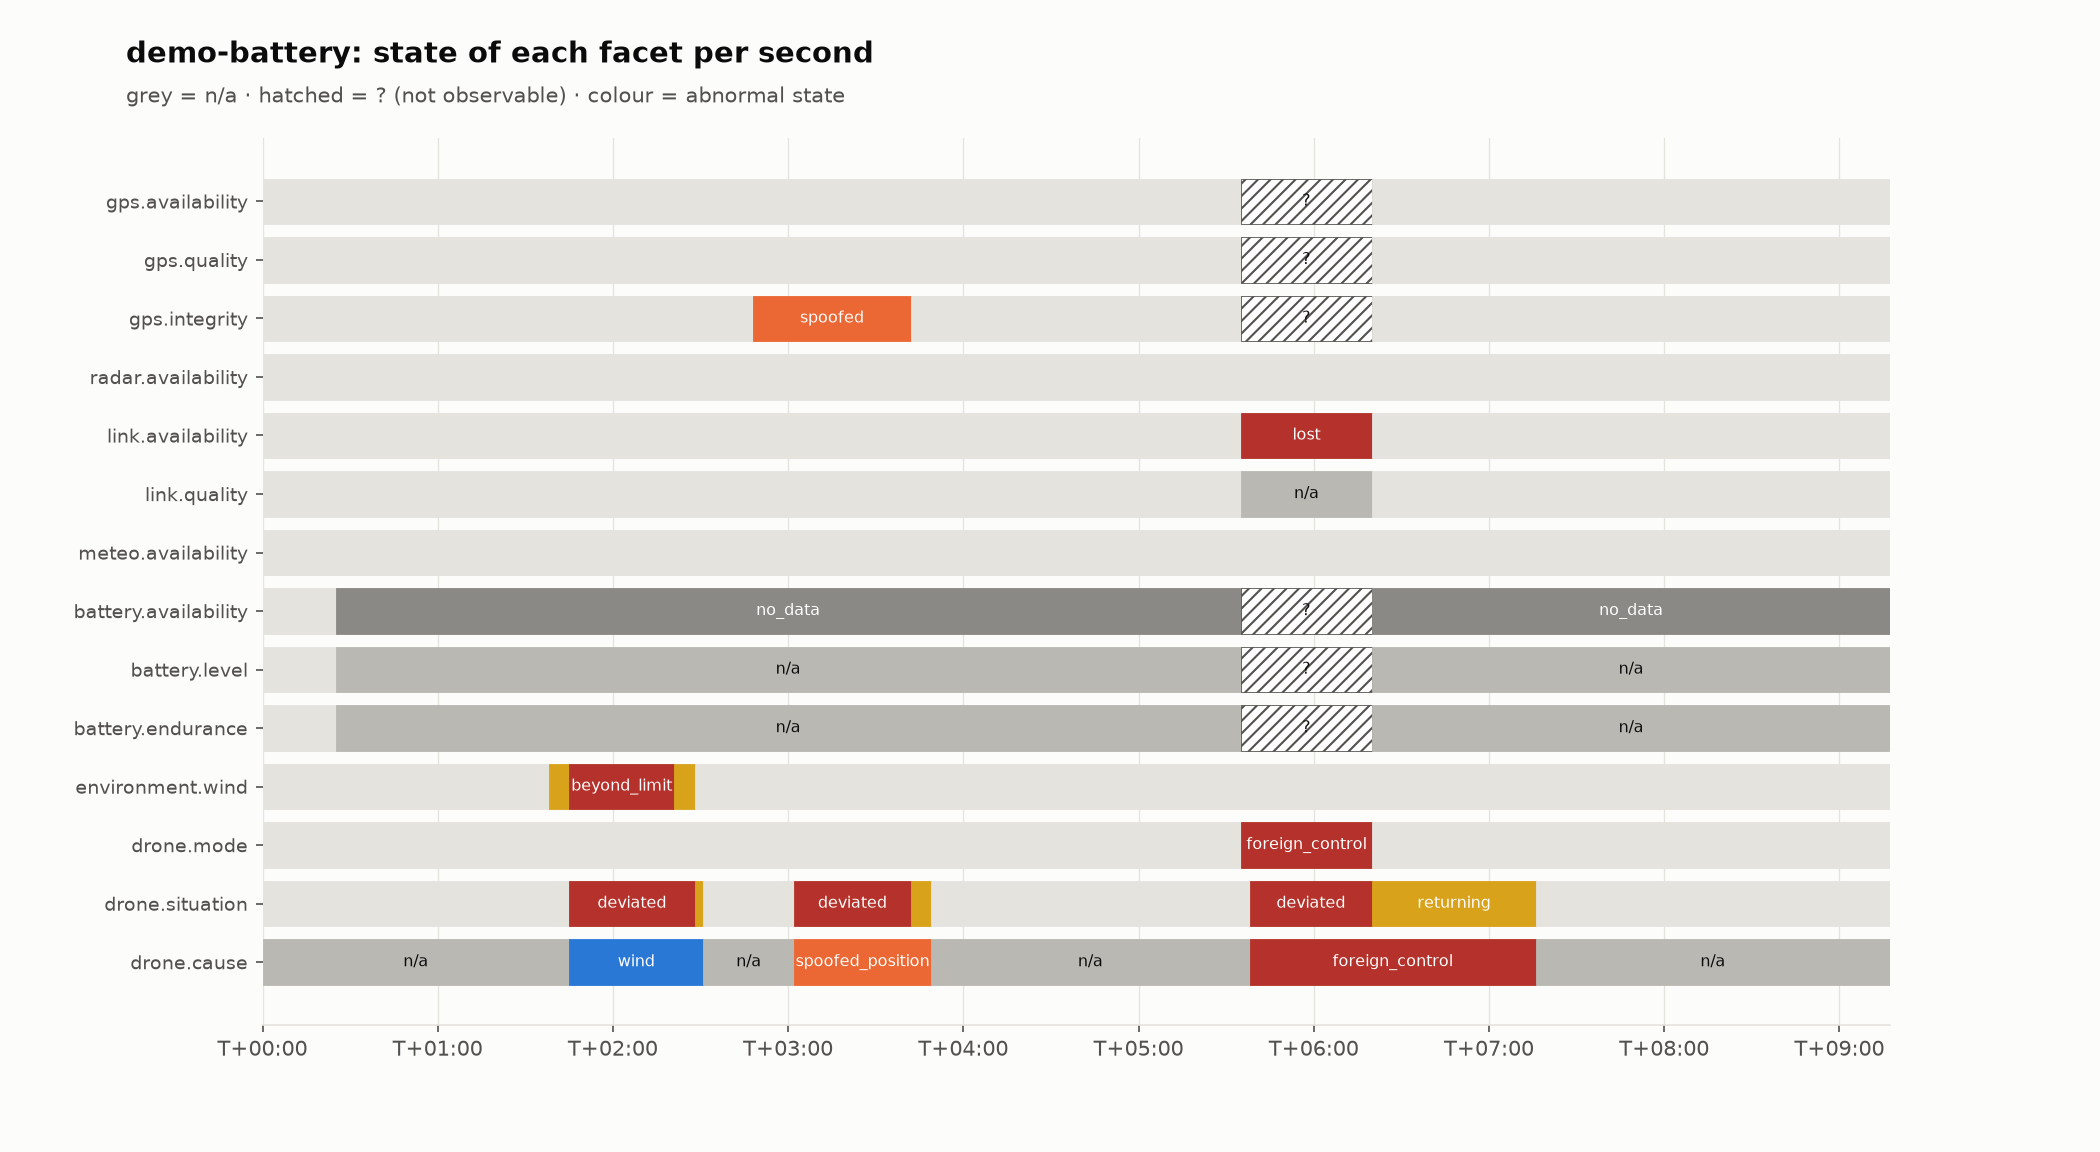 demo-battery: state of each facet per second
grey = n/a · hatched = ? (not observable) · colour = abnormal state
gps.availability ?
gps.quality ?
gps.integrity spoofed ?
radar.availability
link.availability lost
link.quality n/a
meteo.availability
battery.availability no_data ? no_data
battery.level n/a ? n/a
battery.endurance n/a ? n/a
environment.wind beyond_limit
drone.mode foreign_control
drone.situation deviated deviated deviated returning
drone.cause n/a wind n/a spoofed_position n/a foreign_control n/a
T+00:00 T+01:00 T+02:00 T+03:00 T+04:00 T+05:00 T+06:00 T+07:00 T+08:00 T+09:00